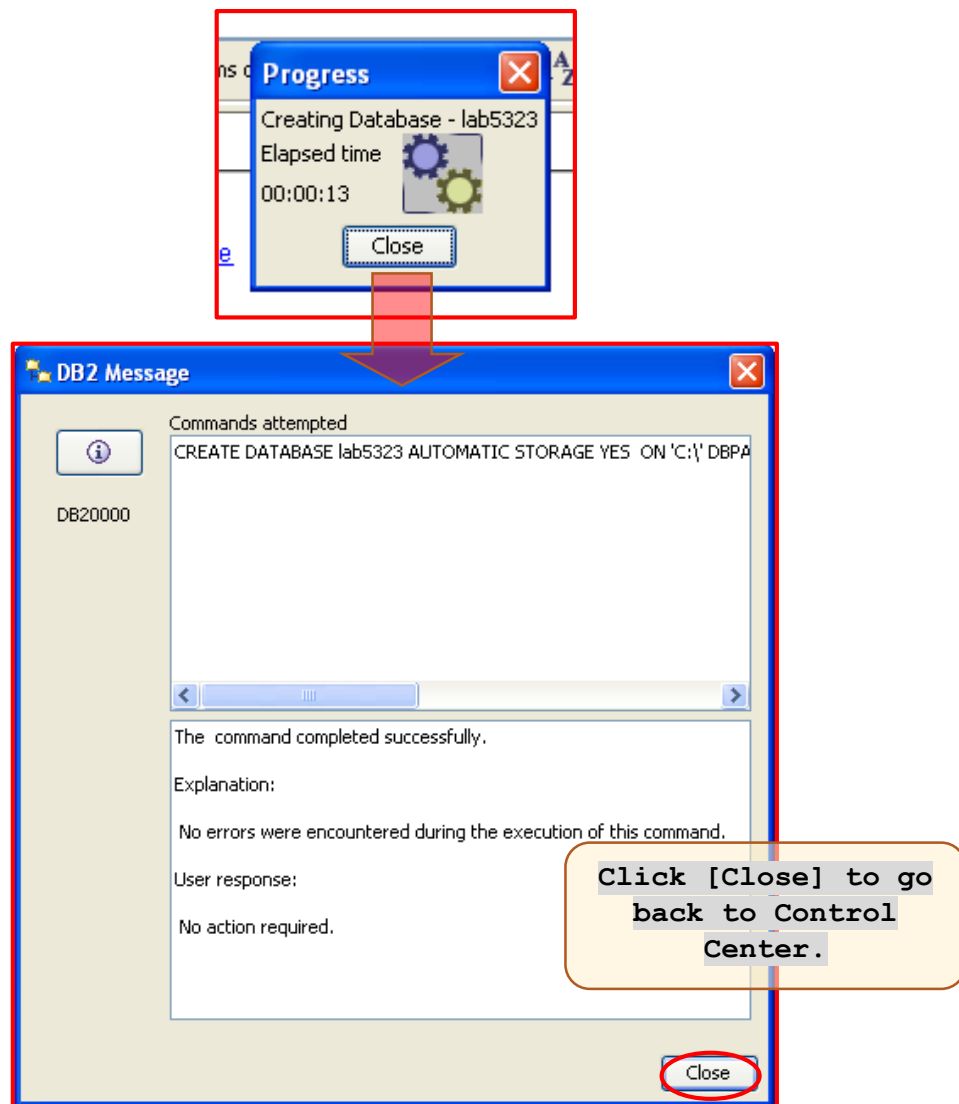 Progress
Creating Database - lab5323
Elapsed time
00:00:13
e
Close
DB2 Message
Commands attempted
CREATE DATABASE lab5323 AUTOMATIC STORAGE YES  ON 'C:\' DBPA
DB20000
The  command completed successfully.
Explanation:
No errors were encountered during the execution of this command.
User response:
No action required.
Click [Close] to go
back to Control
Center.
Close